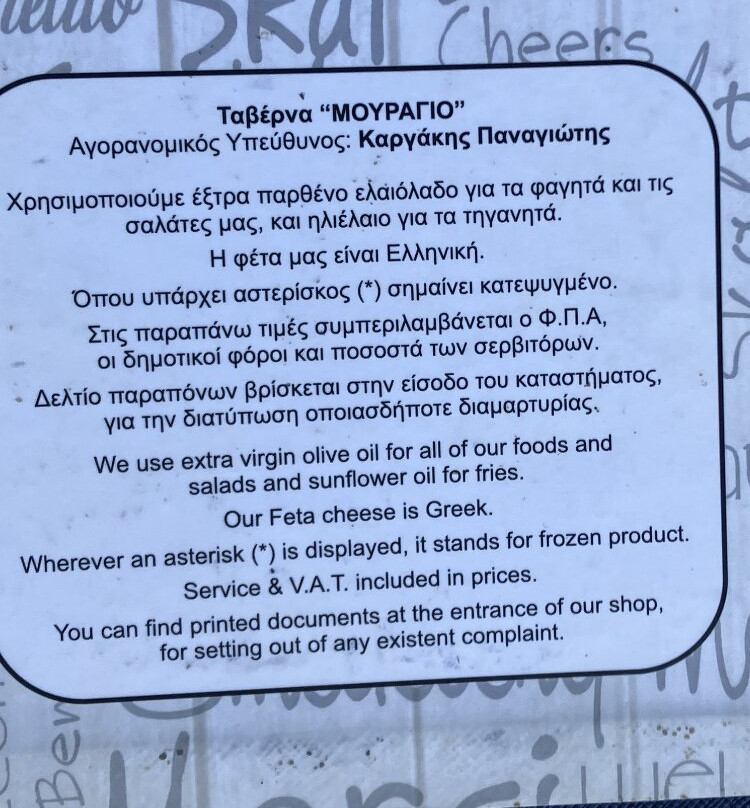 Skål
Cheers
Ταβέρνα “ΜΟΥΡΑΓΙΟ”
Αγορανομικός Υπεύθυνος: Καργάκης Παναγιώτης
Χρησιμοποιούμε έξτρα παρθένο ελαιόλαδο για τα φαγητά και τις
σαλάτες μας, και ηλιέλαιο για τα τηγανητά.
Η φέτα μας είναι Ελληνική.
Όπου υπάρχει αστερίσκος (*) σημαίνει κατεψυγμένο.
Στις παραπάνω τιμές συμπεριλαμβάνεται ο Φ.Π.Α,
οι δημοτικοί φόροι και ποσοστά των σερβιτόρων.
Δελτίο παραπόνων βρίσκεται στην είσοδο του καταστήματος,
για την διατύπωση οποιασδήποτε διαμαρτυρίας.
We use extra virgin olive oil for all of our foods and
salads and sunflower oil for fries.
Our Feta cheese is Greek.
Wherever an asterisk (*) is displayed, it stands for frozen product.
Service & V.A.T. included in prices.
You can find printed documents at the entrance of our shop,
for setting out of any existent complaint.